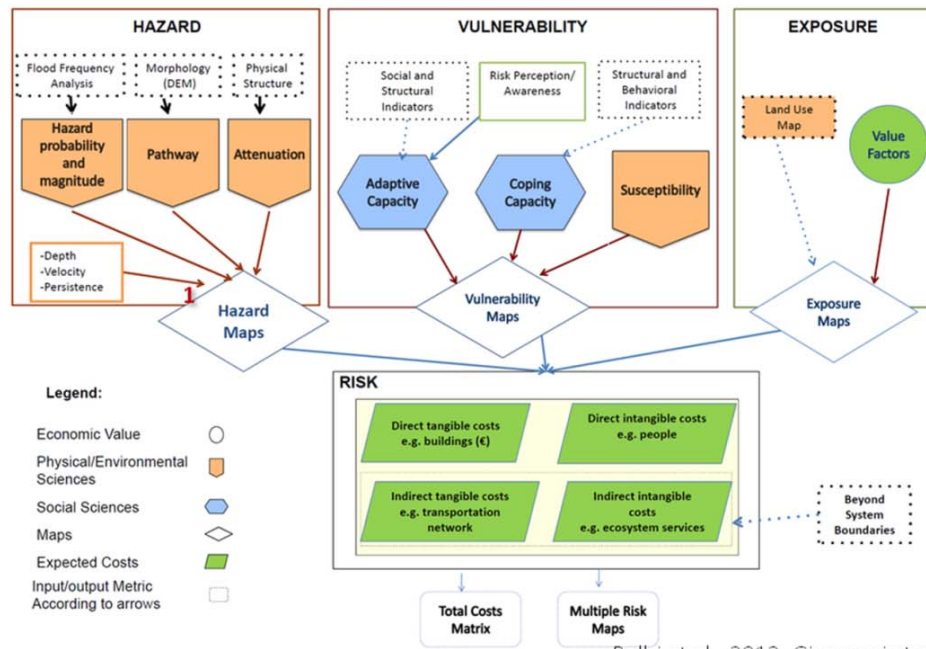 HAZARD
Flood Frequency
Analysis
Morphology
(DEM)
Physical
Structure
Hazard
probability
and
magnitude
Pathway
Attenuation
-Depth
-Velocity
-Persistence
1
Hazard
Maps
VULNERABILITY
Social and
Structural
Indicators
Risk Perception/
Awareness
Structural and
Behavioral
Indicators
Adaptive
Capacity
Coping
Capacity
Susceptibility
Vulnerability
Maps
EXPOSURE
Land Use
Map
Value
Factors
Exposure
Maps
RISK
Direct tangible costs
e.g. buildings (€)
Direct intangible costs
e.g. people
Indirect tangible costs
e.g. transportation
network
Indirect intangible
costs
e.g. ecosystem services
Beyond
System
Boundaries
Total Costs
Matrix
Multiple Risk
Maps
Legend:
Economic Value
Physical/Environmental
Sciences
Social Sciences
Maps
Expected Costs
Input/output Metric
According to arrows